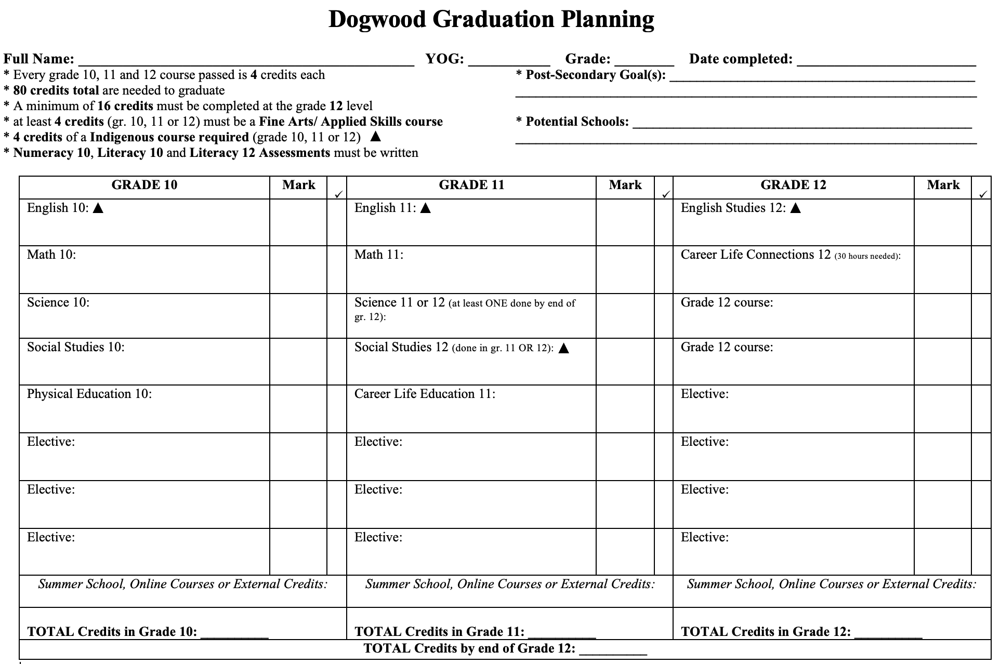 Dogwood Graduation Planning
Full Name: ____________ YOG: ____________ Grade: ________ Date completed: ____________
* Every grade 10, 11 and 12 course passed is 4 credits each
* 80 credits total are needed to graduate
* A minimum of 16 credits must be completed at the grade 12 level
* at least 4 credits (gr. 10, 11 or 12) must be a Fine Arts/ Applied Skills course
* 4 credits of a Indigenous course required (grade 10, 11 or 12) ▲
* Numeracy 10, Literacy 10 and Literacy 12 Assessments must be written
* Post-Secondary Goal(s): ____________
* Potential Schools: ____________
GRADE 10 Mark ✓ GRADE 11 Mark ✓ GRADE 12 Mark ✓
English 10: ▲ English 11: ▲ English Studies 12: ▲
Math 10: Math 11: Career Life Connections 12 (30 hours needed):
Science 10: Science 11 or 12 (at least ONE done by end of Grade 12 course:
gr. 12):
Social Studies 10: Social Studies 12 (done in gr. 11 OR 12): ▲ Grade 12 course:
Physical Education 10: Career Life Education 11: Elective:
Elective: Elective: Elective:
Elective: Elective: Elective:
Elective: Elective: Elective:
Summer School, Online Courses or External Credits: Summer School, Online Courses or External Credits: Summer School, Online Courses or External Credits:
TOTAL Credits in Grade 10: __________ TOTAL Credits in Grade 11: __________ TOTAL Credits in Grade 12: __________
TOTAL Credits by end of Grade 12: __________